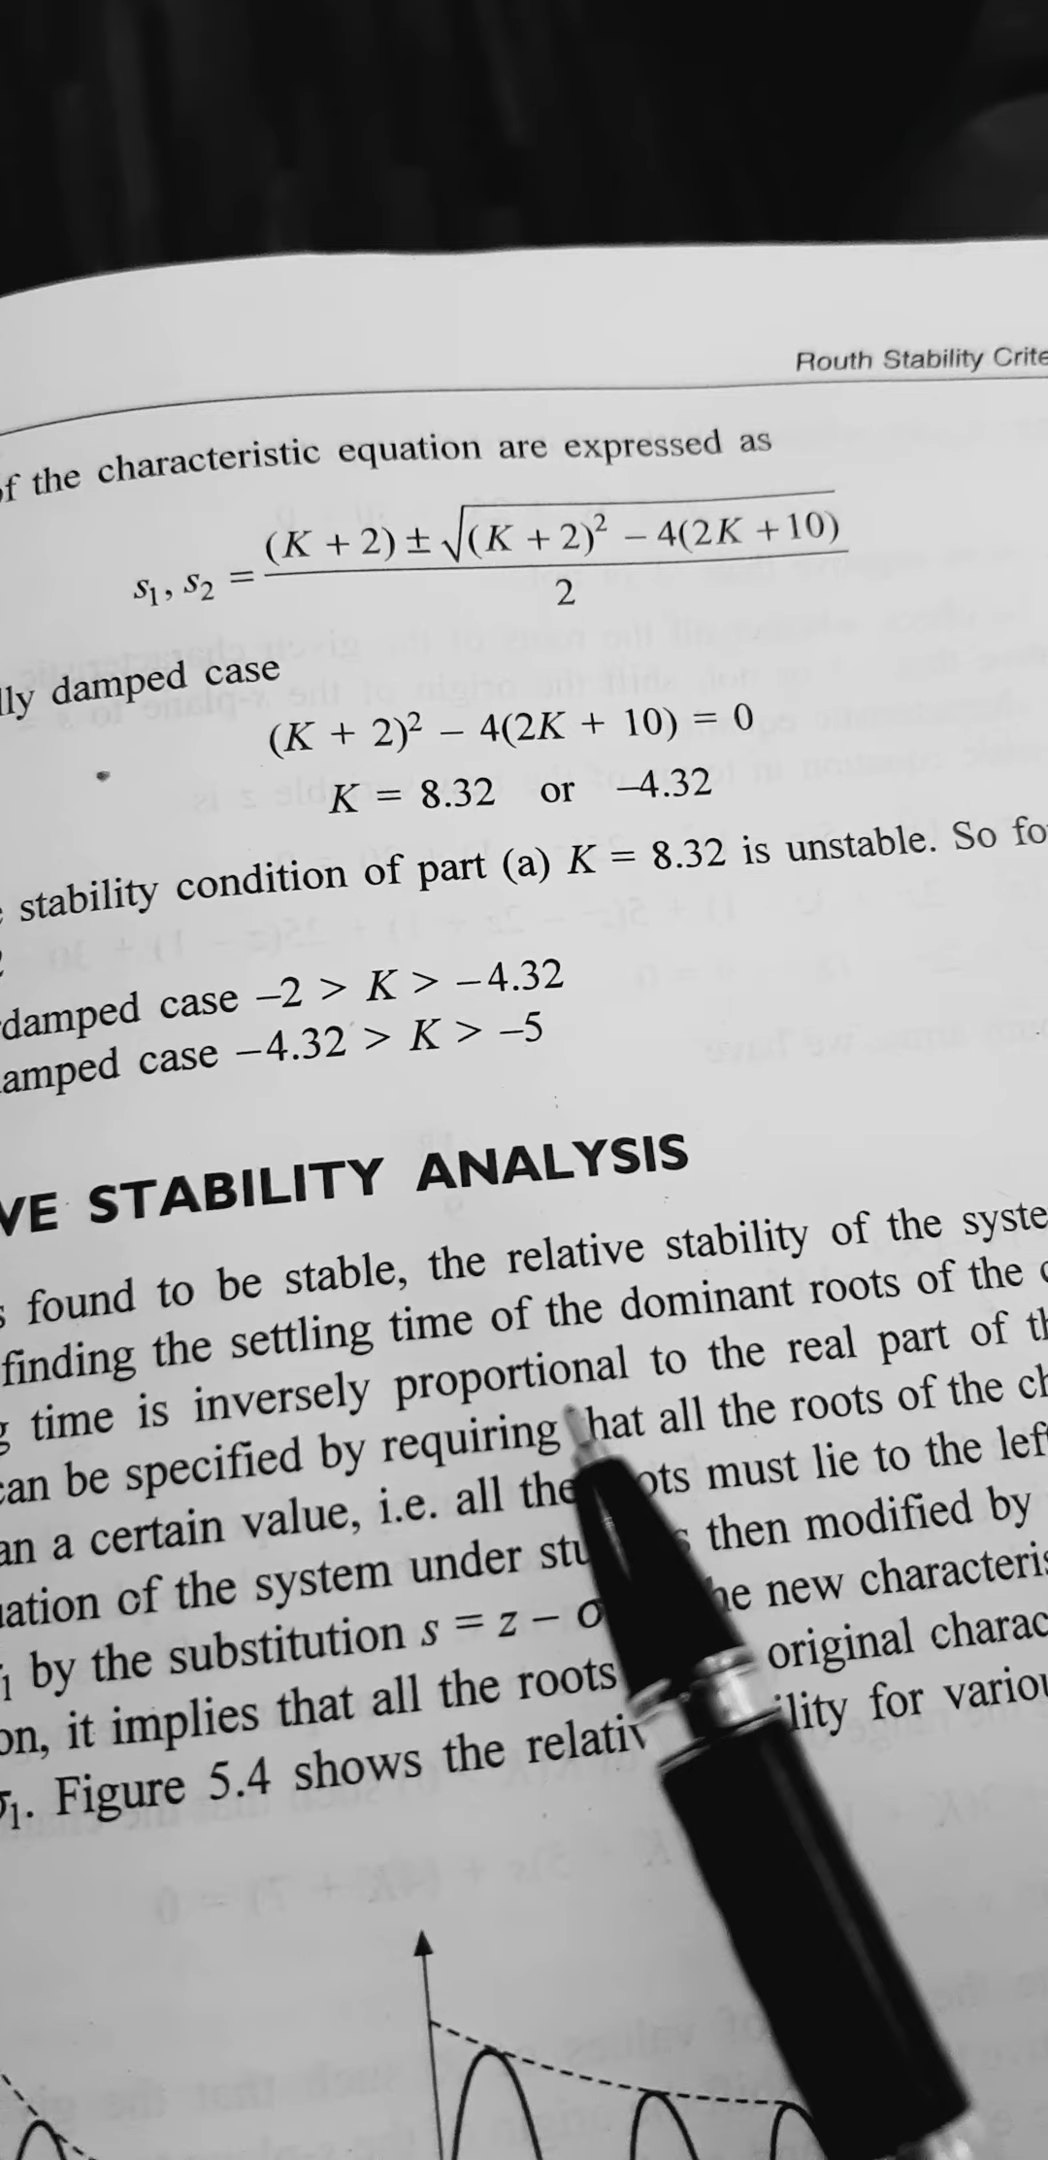 Routh Stability Crite
of the characteristic equation are expressed as
s1, s2 = (K + 2) ± √(K + 2)² – 4(2K + 10) / 2
lly damped case
(K + 2)² – 4(2K + 10) = 0
K = 8.32 or –4.32
stability condition of part (a) K = 8.32 is unstable. So fo
damped case –2 > K > –4.32
amped case –4.32 > K > –5
VE STABILITY ANALYSIS
s found to be stable, the relative stability of the syste
finding the settling time of the dominant roots of the c
g time is inversely proportional to the real part of th
can be specified by requiring hat all the roots of the ch
an a certain value, i.e. all the ots must lie to the left
uation of the system under stu then modified by
1 by the substitution s = z – σ he new characteris
on, it implies that all the roots original charac
σ1. Figure 5.4 shows the relativ ility for variou